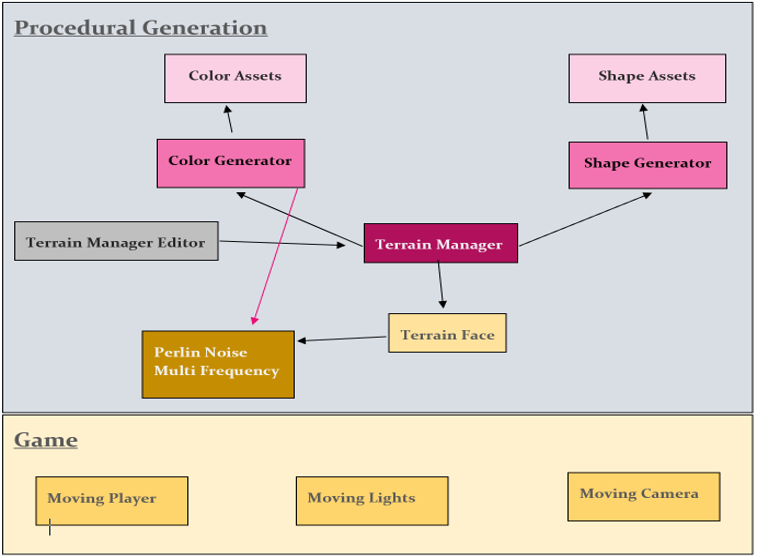 Procedural Generation
Color Assets
Shape Assets
Color Generator
Shape Generator
Terrain Manager Editor
Terrain Manager
Terrain Face
Perlin Noise
Multi Frequency
Game
Moving Player
Moving Lights
Moving Camera